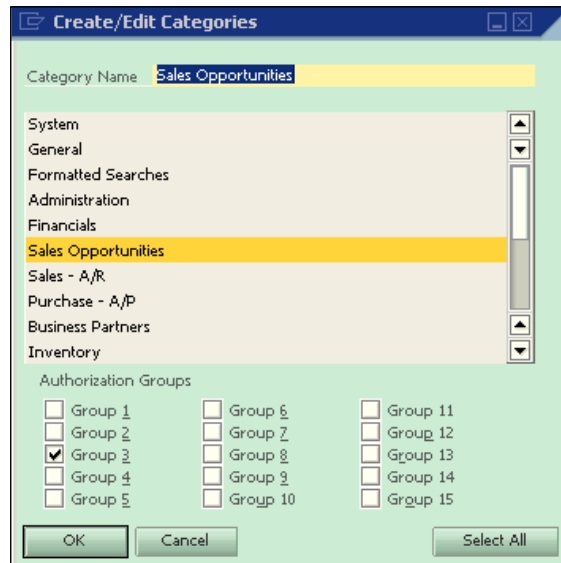 Create/Edit Categories
Category Name Sales Opportunities
System
General
Formatted Searches
Administration
Financials
Sales Opportunities
Sales - A/R
Purchase - A/P
Business Partners
Inventory
Authorization Groups
Group 1 Group 6 Group 11
Group 2 Group 7 Group 12
Group 3 Group 8 Group 13
Group 4 Group 9 Group 14
Group 5 Group 10 Group 15
OK Cancel Select All